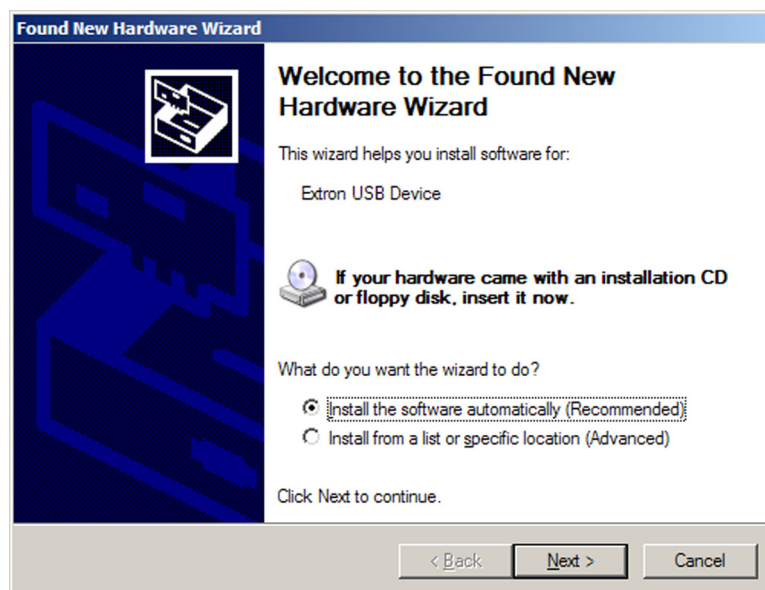 Found New Hardware Wizard
Welcome to the Found New
Hardware Wizard
This wizard helps you install software for:
Extron USB Device
If your hardware came with an installation CD
or floppy disk, insert it now.
What do you want the wizard to do?
Install the software automatically (Recommended)
Install from a list or specific location (Advanced)
Click Next to continue.
< Back
Next >
Cancel